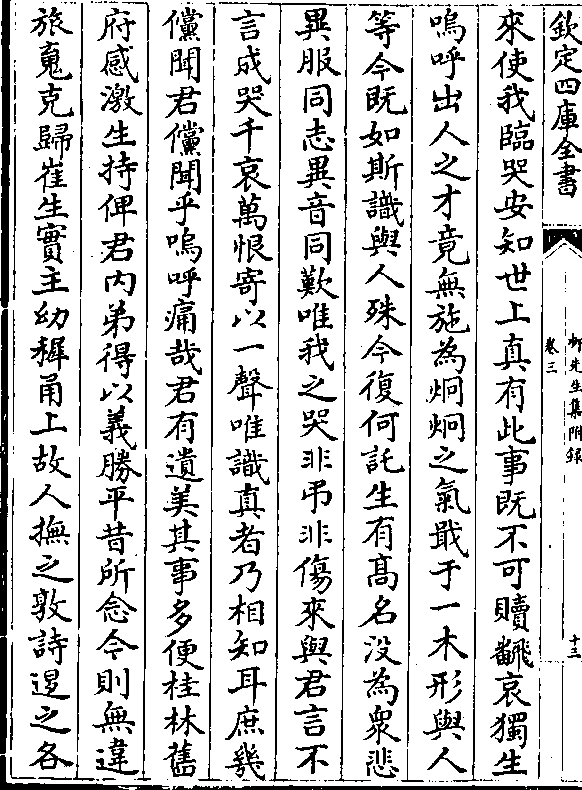 欽定四庫全書
柳先生集附錄
卷三
十三
來使我臨哭安知世上真有此事既不可贖飜哀獨生
嗚呼出人之才竟無施為炯炯之氣戢于一木形與人
等今既如斯識與人殊今復何託生有髙名没為衆悲
異服同志異音同歎唯我之哭非弔非傷來與君言不
言成哭千哀萬恨寄以一聲唯識真者乃相知耳庶幾
儻聞君儻聞乎嗚呼痛哉君有遺美其事多便桂林舊
府感激生持俾君内弟得以義勝平昔所念今則無違
旅䰟克歸崔生實主幼穉甬上故人撫之敦詩退之各